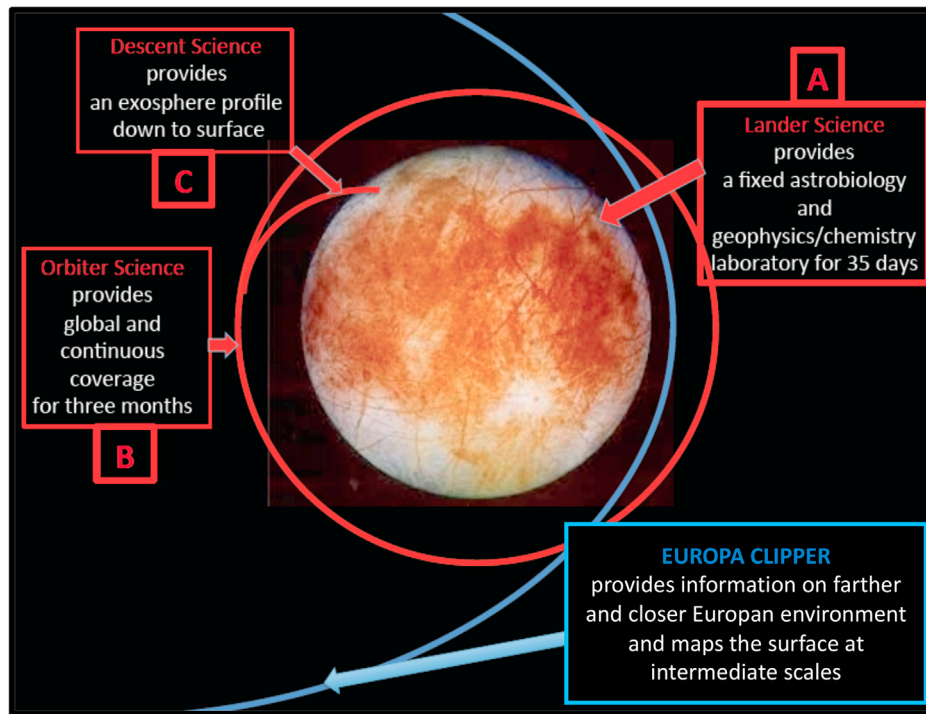 Descent Science
provides
an exosphere profile
down to surface
C
A
Lander Science
provides
a fixed astrobiology
and
geophysics/chemistry
laboratory for 35 days
Orbiter Science
provides
global and
continuous
coverage
for three months
B
EUROPA CLIPPER
provides information on farther
and closer Europan environment
and maps the surface at
intermediate scales